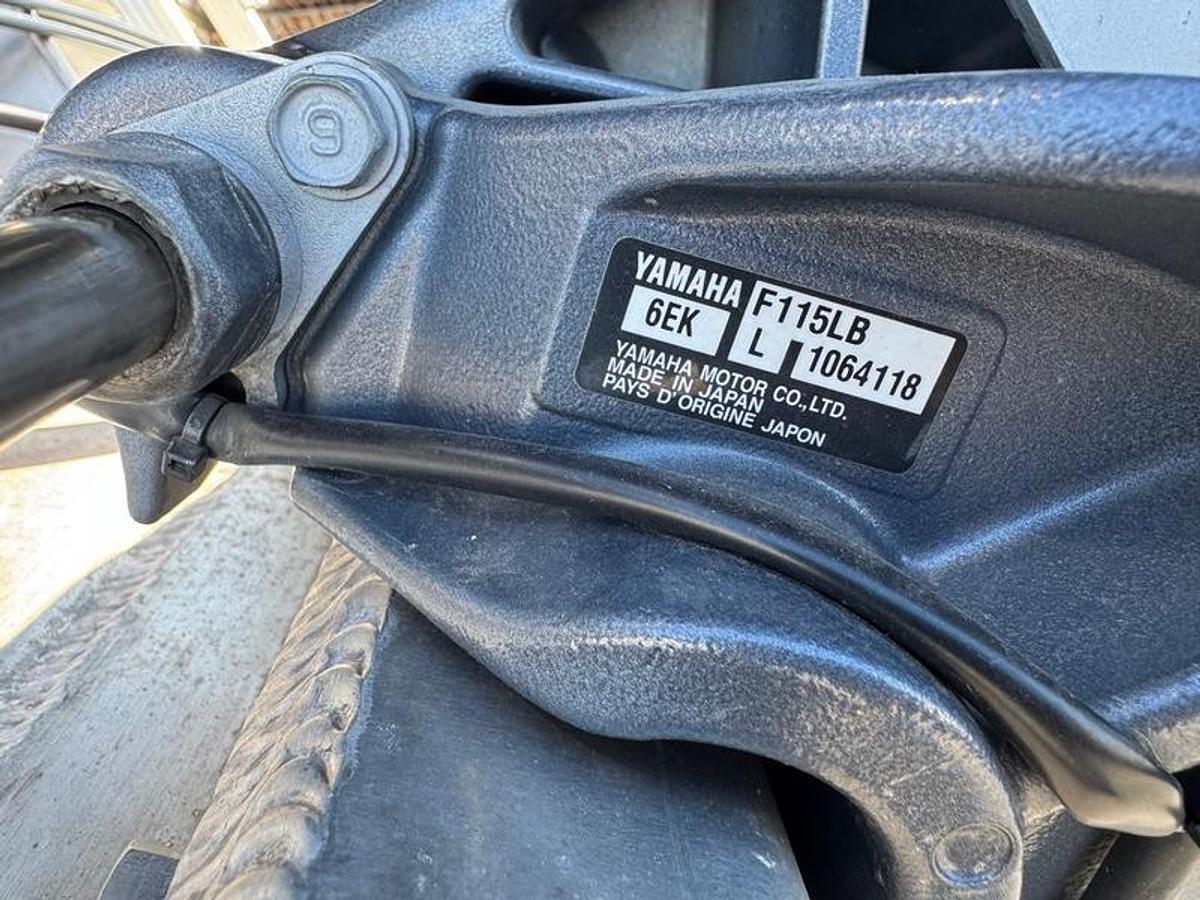 9
YAMAHA F115LB
6EK L 1064118
YAMAHA MOTOR CO.,LTD.
MADE IN JAPAN
PAYS D'ORIGINE JAPON